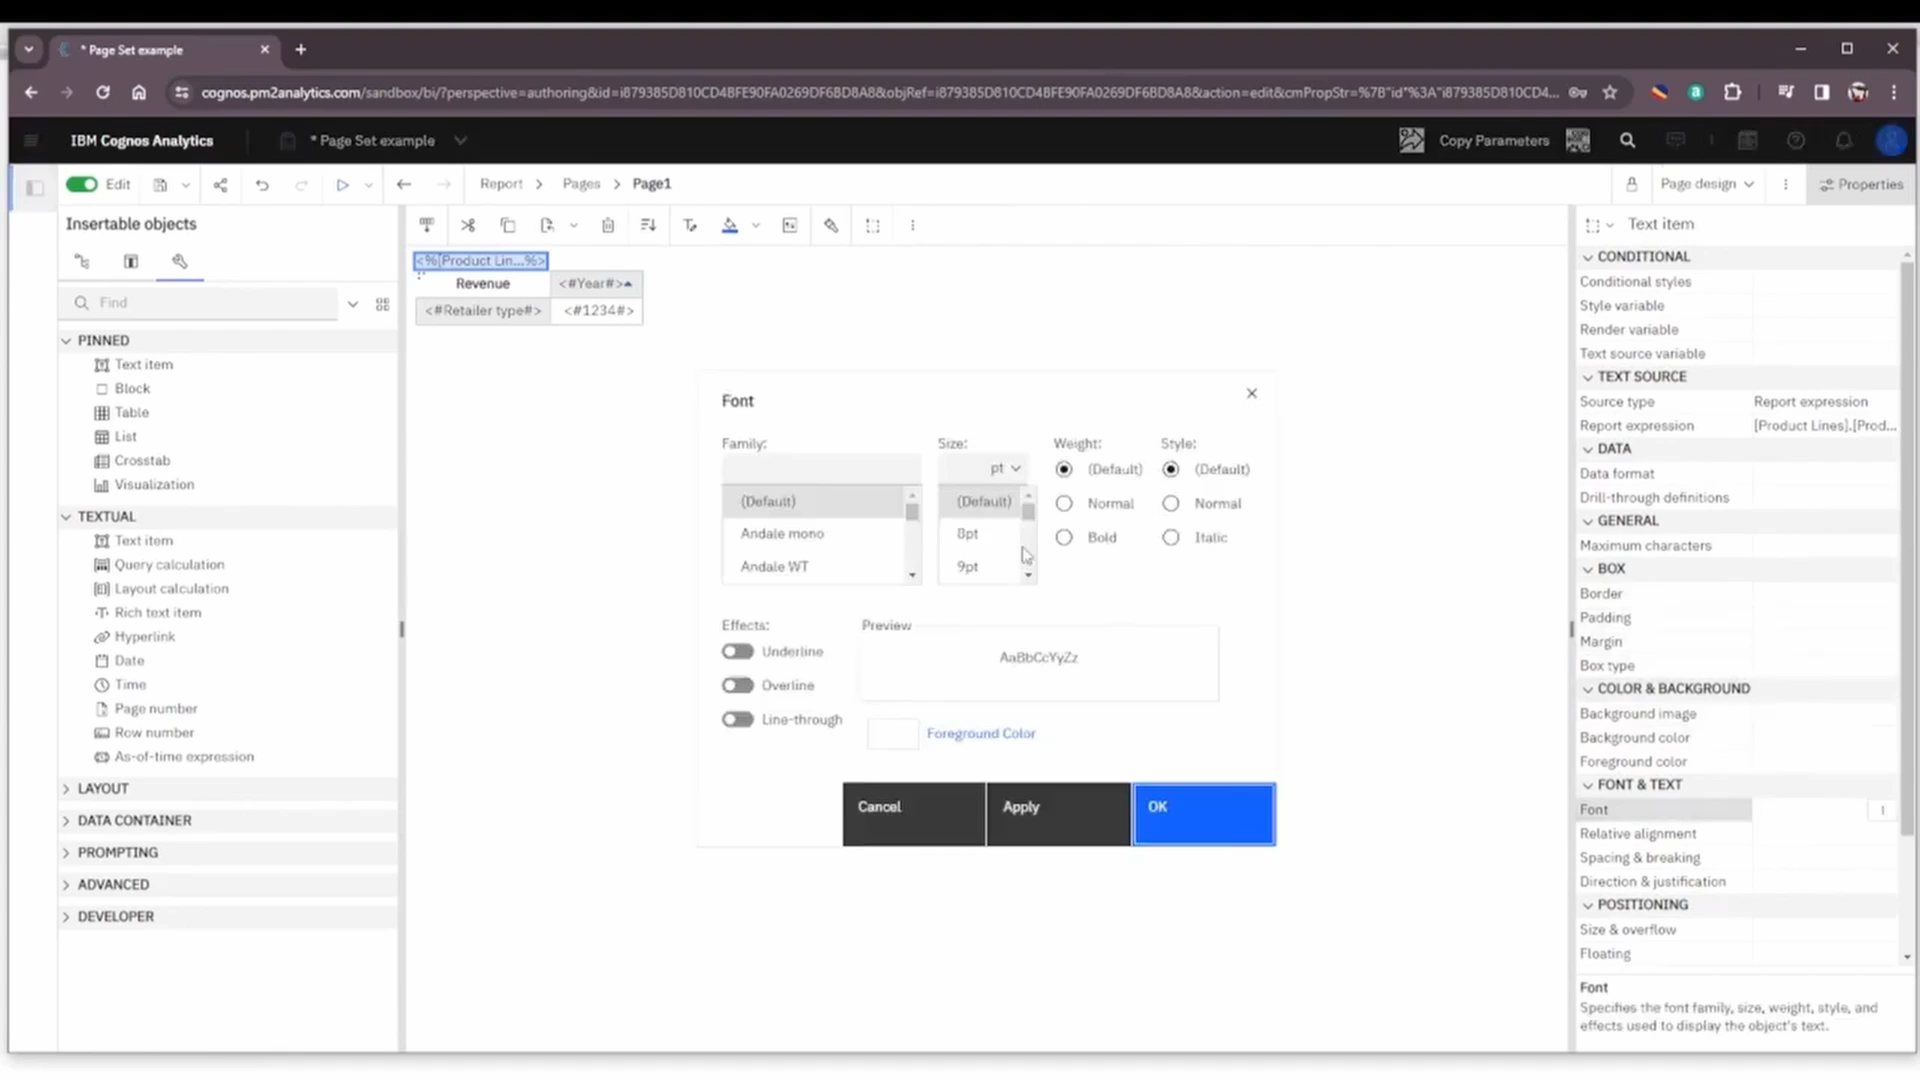 * Page Set example
cognos.pm2analytics.com/sandbox/bi/?perspective=authoring&id=i879385D810CD4BFE90FA0269DF6BD8A8&objRef=i879385D810CD4BFE90FA0269DF6BD8A8&action=edit&cmPropStr=%7B"id"%3A"i879385D810CD4...
IBM Cognos Analytics
* Page Set example
Copy Parameters
Edit
Report
Pages
Page1
Page design
Properties
Insertable objects
Find
PINNED
Text item
Block
Table
List
Crosstab
Visualization
TEXTUAL
Text item
Query calculation
Layout calculation
Rich text item
Hyperlink
Date
Time
Page number
Row number
As-of-time expression
LAYOUT
DATA CONTAINER
PROMPTING
ADVANCED
DEVELOPER
<%[Product Lin...%>
Revenue <#Year#>
<#Retailer type#> <#1234#>
Font
Family:
Size:
Weight:
Style:
pt
(Default)
Andale mono
Andale WT
(Default)
8pt
9pt
(Default)
Normal
Bold
(Default)
Normal
Italic
Effects:
Underline
Overline
Line-through
Preview
AaBbCcYyZz
Foreground Color
Cancel
Apply
OK
Text item
CONDITIONAL
Conditional styles
Style variable
Render variable
Text source variable
TEXT SOURCE
Source type Report expression
Report expression [Product Lines].[Prod...
DATA
Data format
Drill-through definitions
GENERAL
Maximum characters
BOX
Border
Padding
Margin
Box type
COLOR & BACKGROUND
Background image
Background color
Foreground color
FONT & TEXT
Font
Relative alignment
Spacing & breaking
Direction & justification
POSITIONING
Size & overflow
Floating
Font
Specifies the font family, size, weight, style, and
effects used to display the object's text.